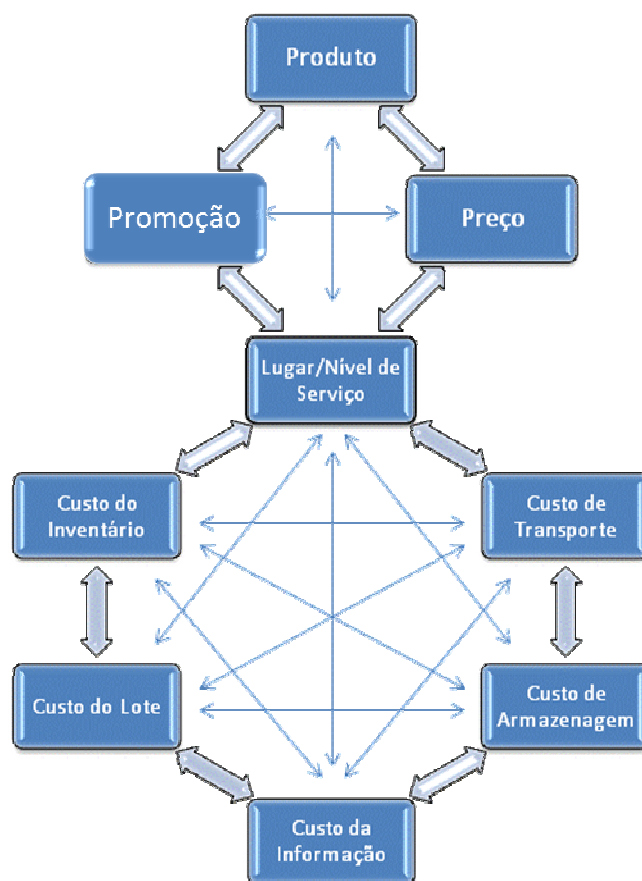 Produto
Promoção
Preço
Lugar/Nível de
Serviço
Custo do
Inventário
Custo de
Transporte
Custo do Lote
Custo de
Armazenagem
Custo da
Informação